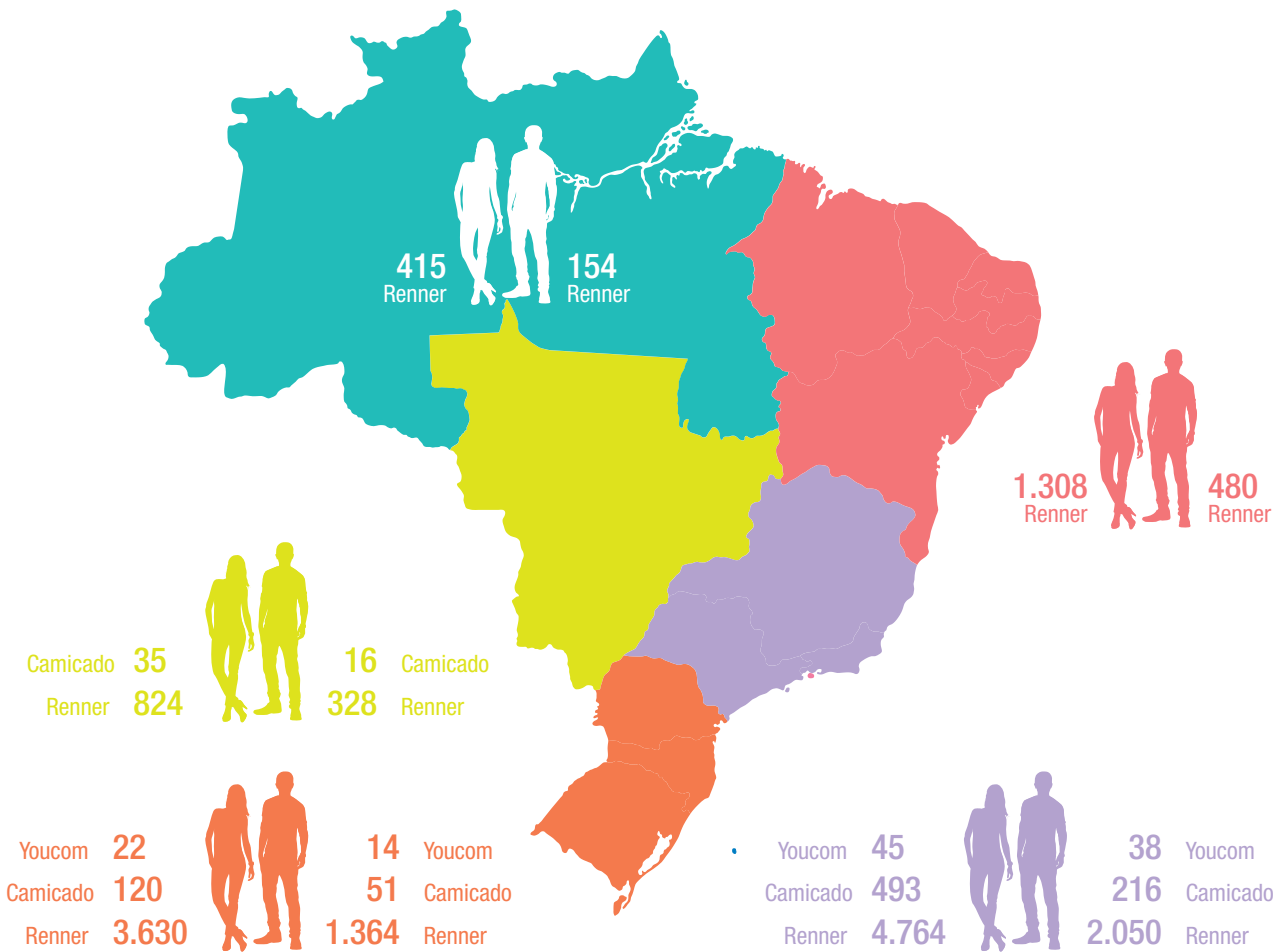 415
Renner
154
Renner
1.308
Renner
480
Renner
Camicado 35
16 Camicado
Renner 824
328 Renner
Youcom 22
14 Youcom
Camicado 120
51 Camicado
Renner 3.630
1.364 Renner
Youcom 45
38 Youcom
Camicado 493
216 Camicado
Renner 4.764
2.050 Renner